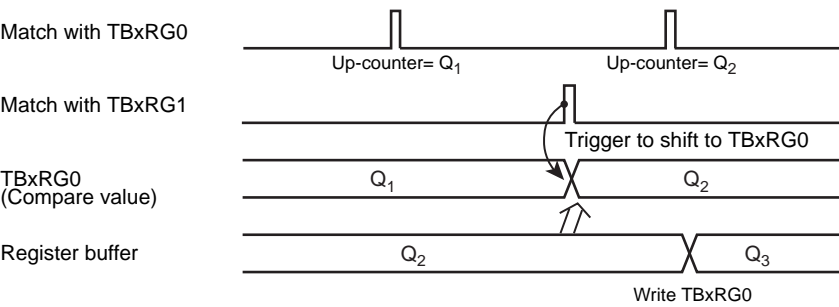 Match with TBxRG0
Up-counter= Q1
Up-counter= Q2
Match with TBxRG1
Trigger to shift to TBxRG0
TBxRG0
(Compare value)
Q1
Q2
Register buffer
Q2
Q3
Write TBxRG0